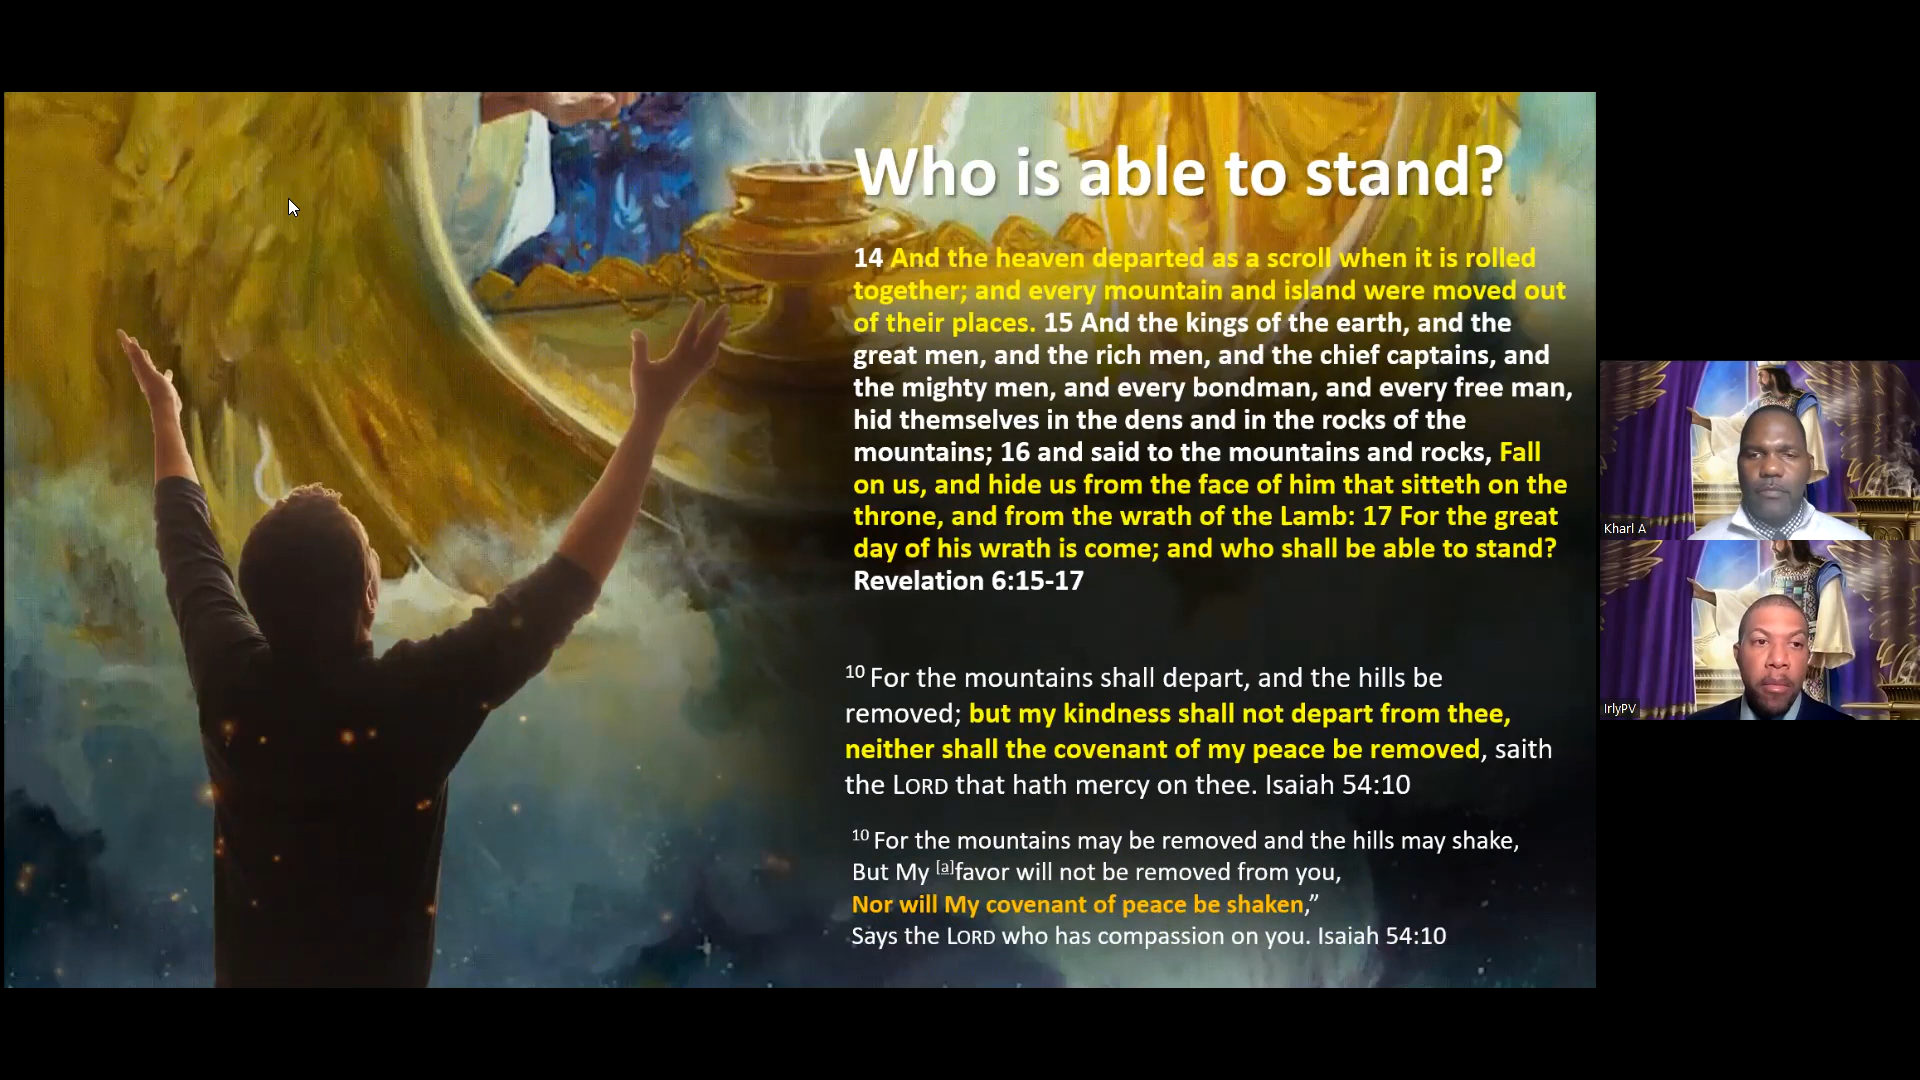 Who is able to stand?
14 And the heaven departed as a scroll when it is rolled
together; and every mountain and island were moved out
of their places. 15 And the kings of the earth, and the
great men, and the rich men, and the chief captains, and
the mighty men, and every bondman, and every free man,
hid themselves in the dens and in the rocks of the
mountains; 16 and said to the mountains and rocks, Fall
on us, and hide us from the face of him that sitteth on the
throne, and from the wrath of the Lamb: 17 For the great
day of his wrath is come; and who shall be able to stand?
Revelation 6:15-17
10 For the mountains shall depart, and the hills be
removed; but my kindness shall not depart from thee,
neither shall the covenant of my peace be removed, saith
the LORD that hath mercy on thee. Isaiah 54:10
10 For the mountains may be removed and the hills may shake,
But My [a]favor will not be removed from you,
Nor will My covenant of peace be shaken,”
Says the LORD who has compassion on you. Isaiah 54:10
Kharl A
IrlyPV